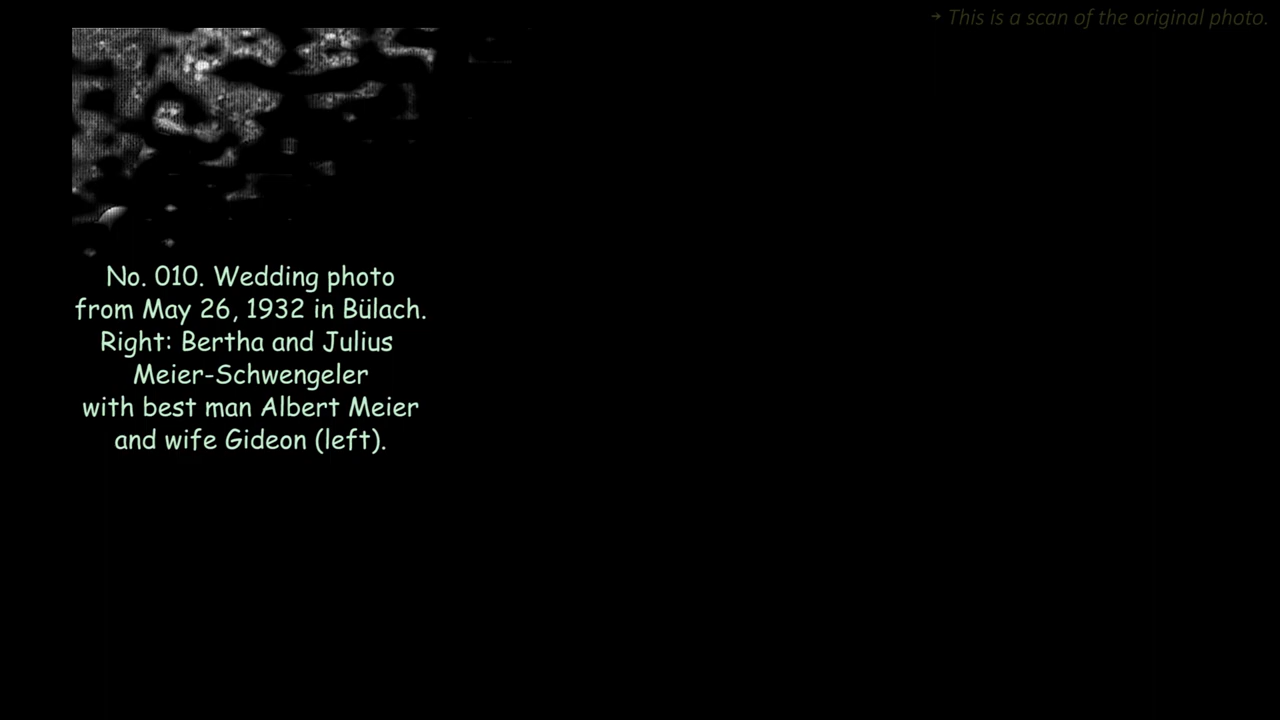 → This is a scan of the original photo.
No. 010. Wedding photo
from May 26, 1932 in Bülach.
Right: Bertha and Julius
Meier-Schwengeler
with best man Albert Meier
and wife Gideon (left).